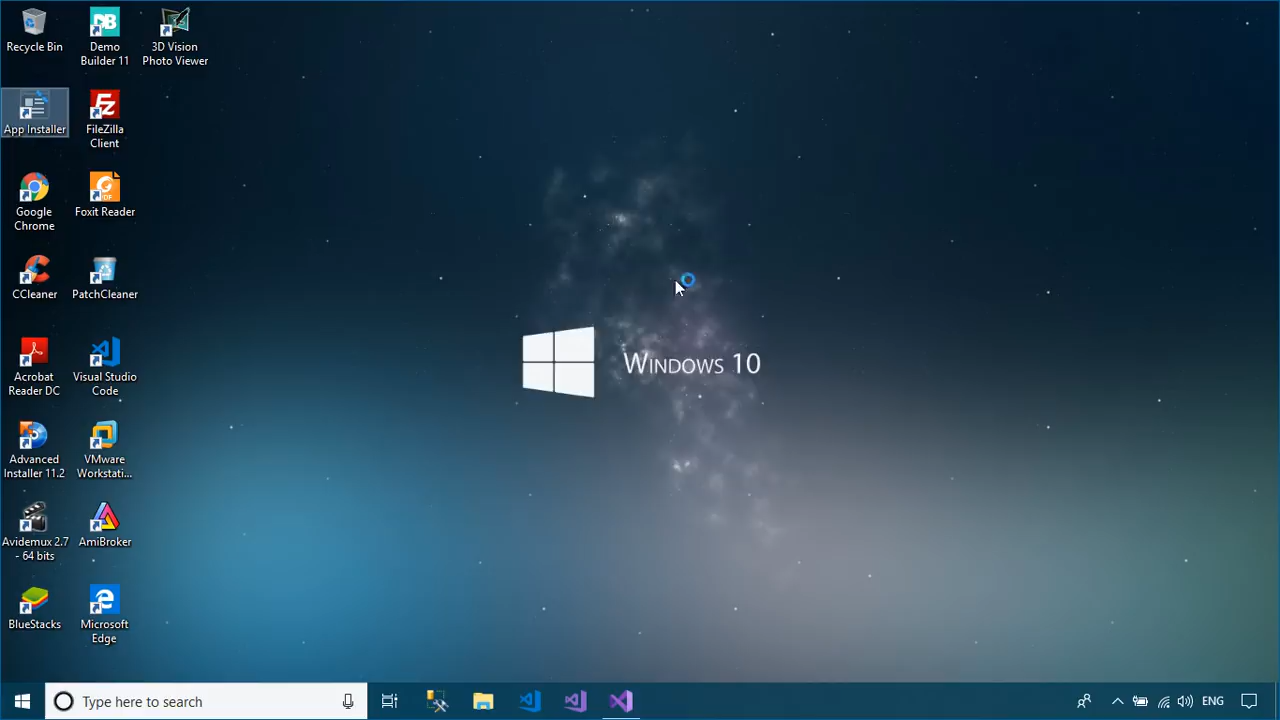 Recycle Bin
Demo
Builder 11
3D Vision
Photo Viewer
App Installer
FileZilla
Client
Google
Chrome
Foxit Reader
CCleaner
PatchCleaner
Acrobat
Reader DC
Visual Studio
Code
Advanced
Installer 11.2
VMware
Workstati...
Avidemux 2.7
- 64 bits
AmiBroker
BlueStacks
Microsoft
Edge
WINDOWS 10
Type here to search
ENG